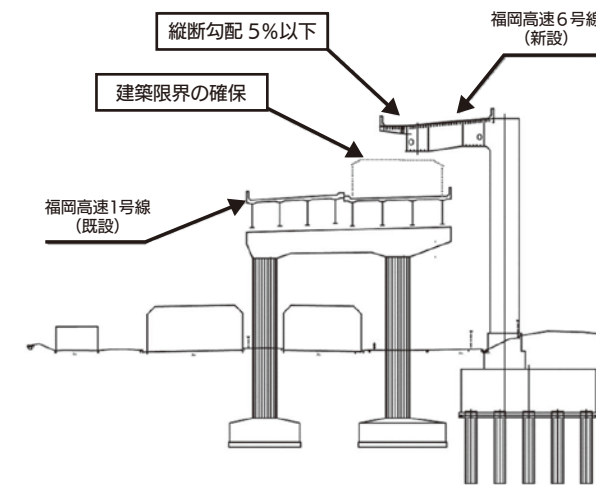 縦断勾配 5%以下
福岡高速6号線
（新設）
建築限界の確保
福岡高速1号線
（既設）